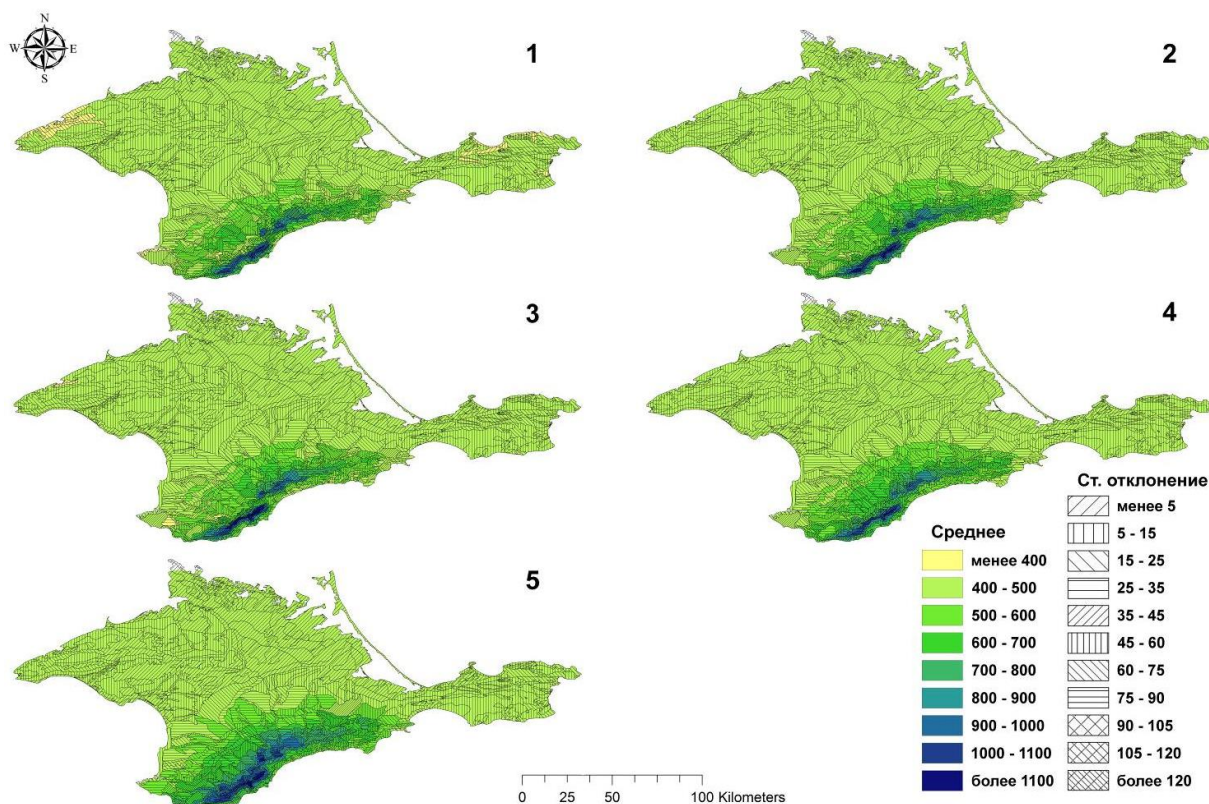 N
W E
S
1
2
3
4
5
Среднее
менее 400
400 - 500
500 - 600
600 - 700
700 - 800
800 - 900
900 - 1000
1000 - 1100
более 1100
Ст. отклонение
менее 5
5 - 15
15 - 25
25 - 35
35 - 45
45 - 60
60 - 75
75 - 90
90 - 105
105 - 120
более 120
0 25 50 100 Kilometers